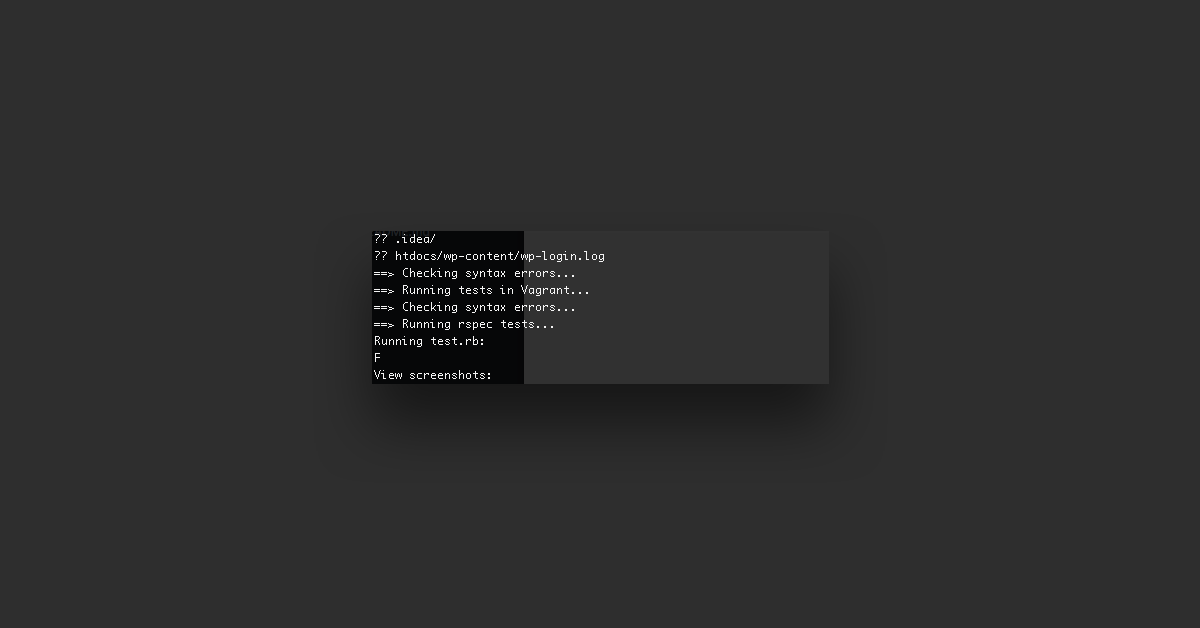 ?? .idea/
?? htdocs/wp-content/wp-login.log
==> Checking syntax errors...
==> Running tests in Vagrant...
==> Checking syntax errors...
==> Running rspec tests...
Running test.rb:
F
View screenshots: